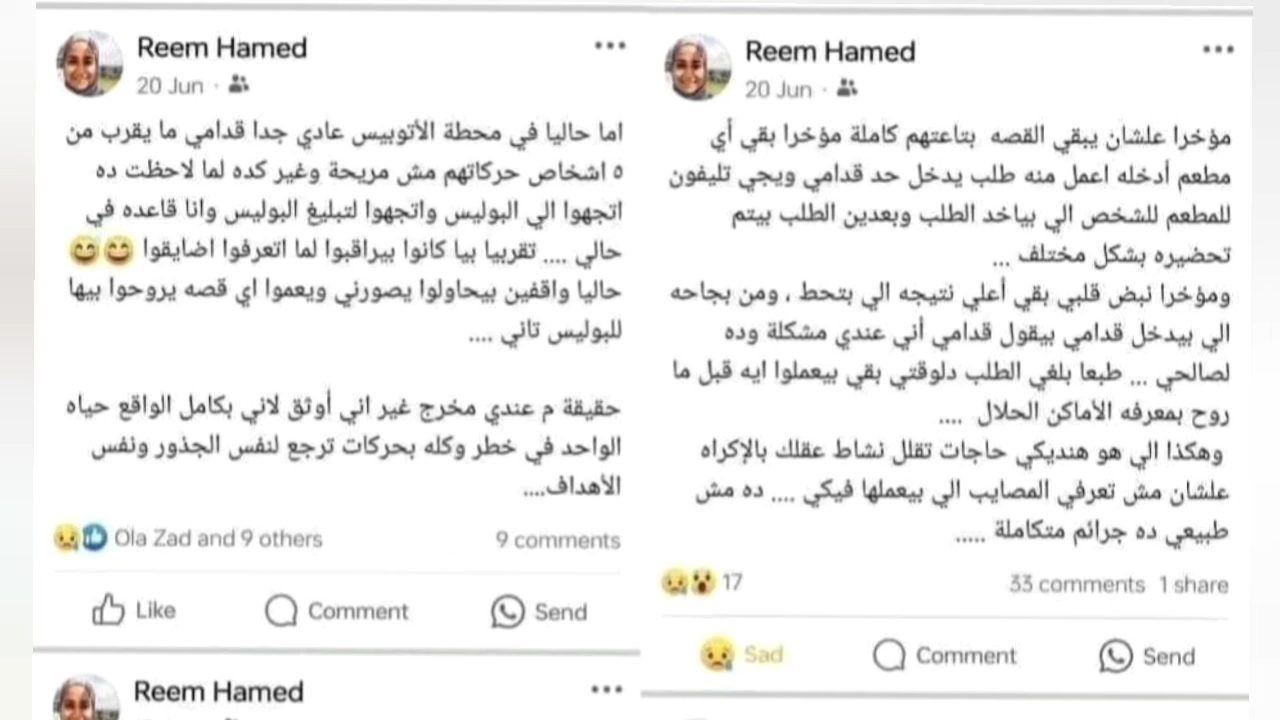 Reem Hamed
20 Jun
اما حاليا في محطة الأتوبيس عادي جدا قدامي ما يقرب من
٥ اشخاص حركاتهم مش مريحة وغير كده لما لاحظت ده
اتجهوا الي البوليس واتجهوا لتبليغ البوليس وانا قاعده في
حالي .... تقربيا بيا كانوا بيراقبوا لما اتعرفوا اضايقوا 😄😄
حاليا واقفين بيحاولوا يصورني ويعموا اي قصه يروحوا بيها
للبوليس تاني ....
حقيقة م عندي مخرج غير اني أوثق لاني بكامل الواقع حياه
الواحد في خطر وكله بحركات ترجع لنفس الجذور ونفس
الأهداف....
Ola Zad and 9 others 9 comments
Like Comment Send
Reem Hamed
Reem Hamed
20 Jun
مؤخرا علشان يبقي القصه بتاعتهم كاملة مؤخرا بقي أي
مطعم أدخله اعمل منه طلب يدخل حد قدامي ويجي تليفون
للمطعم للشخص الي بياخد الطلب وبعدين الطلب بيتم
تحضيره بشكل مختلف ...
ومؤخرا نبض قلبي بقي أعلي نتيجه الي بتحط ، ومن بجاحه
الي بيدخل قدامي بيقول قدامي أني عندي مشكلة وده
لصالحي ... طبعا بلغي الطلب دلوقتي بقي بيعملوا ايه قبل ما
روح بمعرفه الأماكن الحلال ....
وهكذا الي هو هنديكي حاجات تقلل نشاط عقلك بالإكراه
علشان مش تعرفي المصايب الي بيعملها فيكي .... ده مش
طبيعي ده جرائم متكاملة .....
17 33 comments 1 share
Sad Comment Send